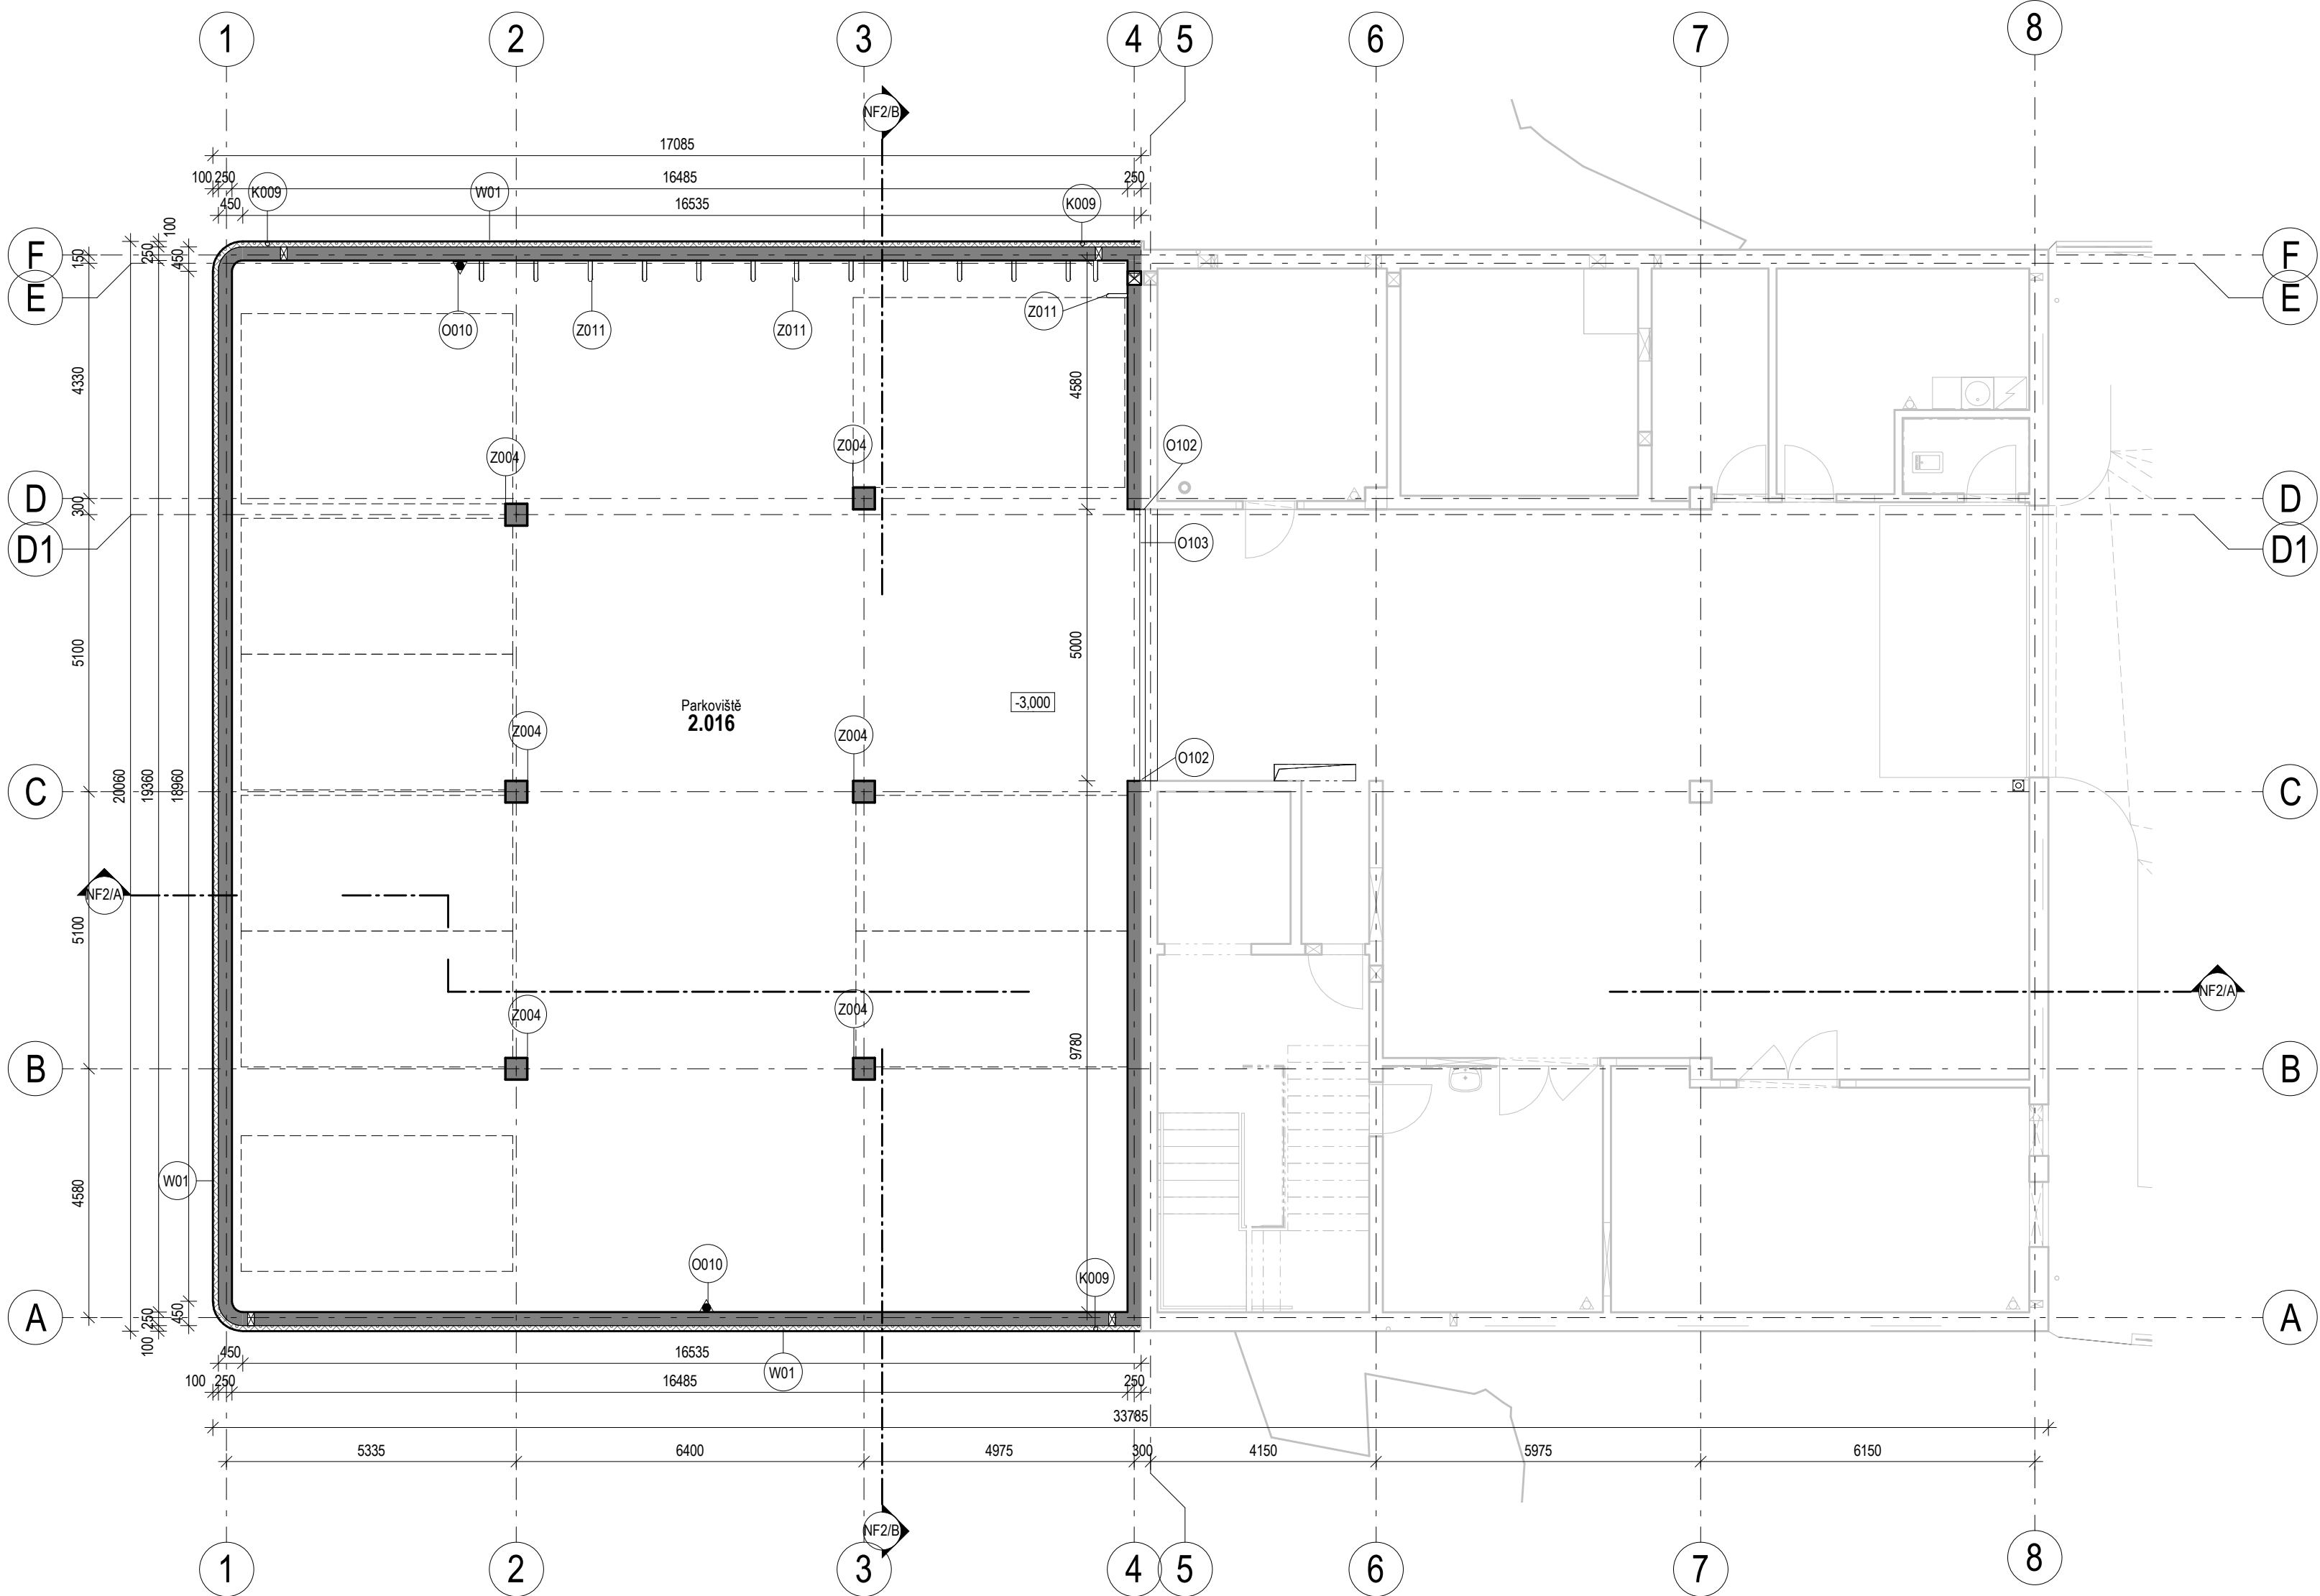 1
2
3
4
5
6
7
8
NF2/B
17085
100
250
16485
250
K009
W01
K009
450
16535
100
F
150
250
450
F
E
E
O010
Z011
Z011
Z011
4330
4580
Z004
Z004
O102
D
300
D
D1
O103
D1
5100
5000
Parkoviště
2.016
-3,000
Z004
Z004
O102
C
20060
19360
18960
C
NF2/A
5100
NF2/A
Z004
Z004
9780
B
B
W01
4580
O010
K009
A
250
450
A
100
450
16535
W01
100
250
16485
250
33785
5335
6400
4975
300
4150
5975
6150
NF2/B
1
2
3
4
5
6
7
8